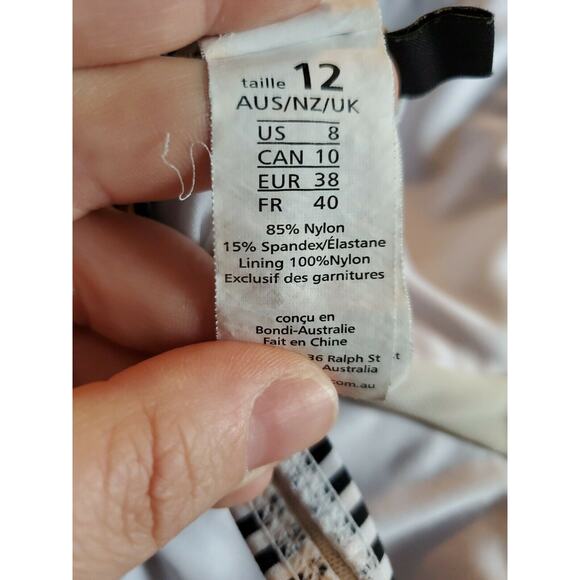 taille 12
AUS/NZ/UK
US 8
CAN 10
EUR 38
FR 40
85% Nylon
15% Spandex/Élastane
Lining 100%Nylon
Exclusif des garnitures
conçu en
Bondi-Australie
Fait en Chine
36 Ralph St
Australia
.com.au